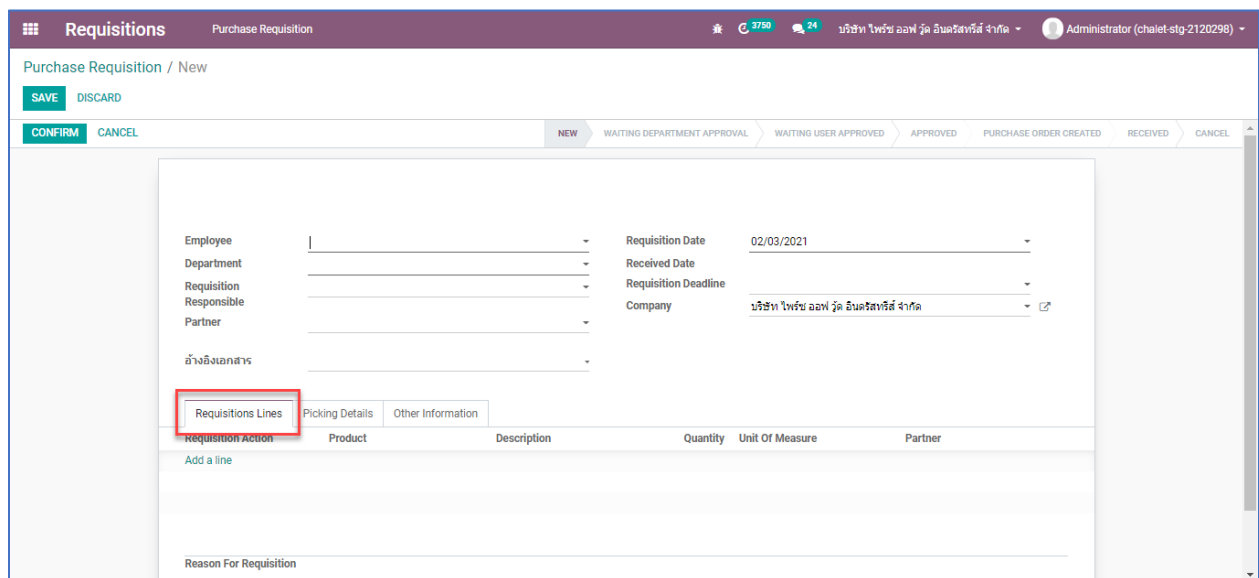 Requisitions Purchase Requisition 3750 24 บริษัท ไพร์ซ ออฟ วู้ด อินดรัสทรีส์ จำกัด Administrator (chalet-stg-2120298)
Purchase Requisition / New
SAVE DISCARD
CONFIRM CANCEL NEW WAITING DEPARTMENT APPROVAL WAITING USER APPROVED APPROVED PURCHASE ORDER CREATED RECEIVED CANCEL
Employee Requisition Date 02/03/2021
Department Received Date
Requisition Responsible Requisition Deadline
Partner Company บริษัท ไพร์ซ ออฟ วู้ด อินดรัสทรีส์ จำกัด
อ้างอิงเอกสาร
Requisitions Lines Picking Details Other Information
Requisition Action Product Description Quantity Unit Of Measure Partner
Add a line
Reason For Requisition